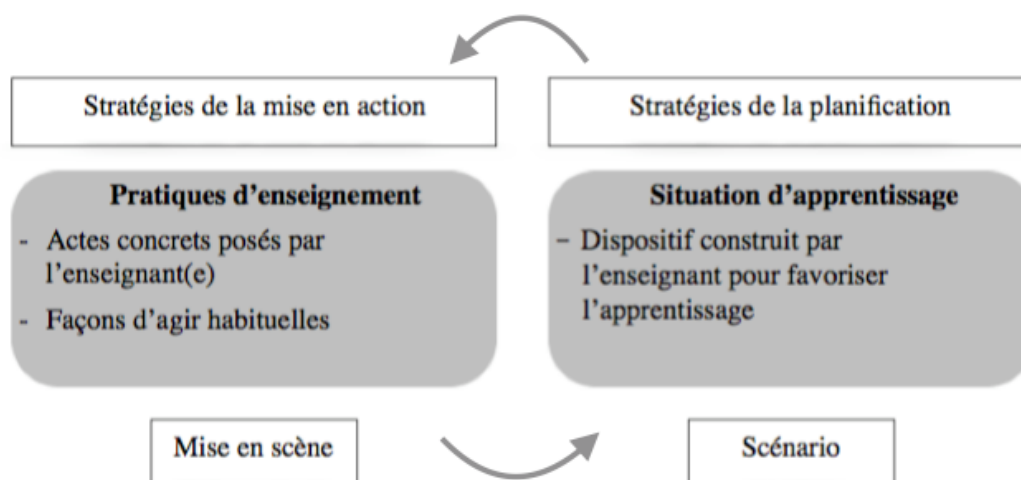 Stratégies de la mise en action
Pratiques d'enseignement
- Actes concrets posés par
l'enseignant(e)
- Façons d'agir habituelles
Mise en scène
Stratégies de la planification
Situation d'apprentissage
– Dispositif construit par
l'enseignant pour favoriser
l'apprentissage
Scénario